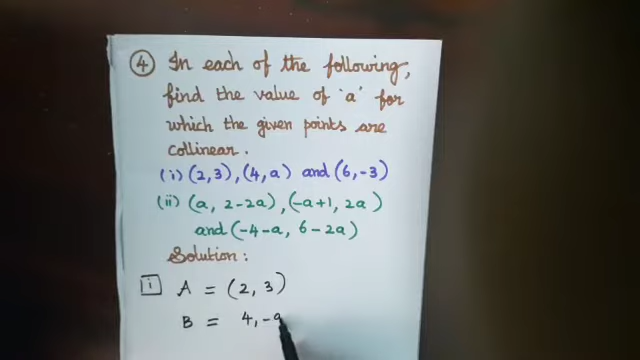 4 In each of the following,
find the value of 'a' for
which the given points are
collinear.
(i) (2,3), (4,a) and (6,-3)
(ii) (a, 2-2a), (-a+1, 2a)
and (-4-a, 6-2a)
Solution:
i A = (2, 3)
B = 4, -a